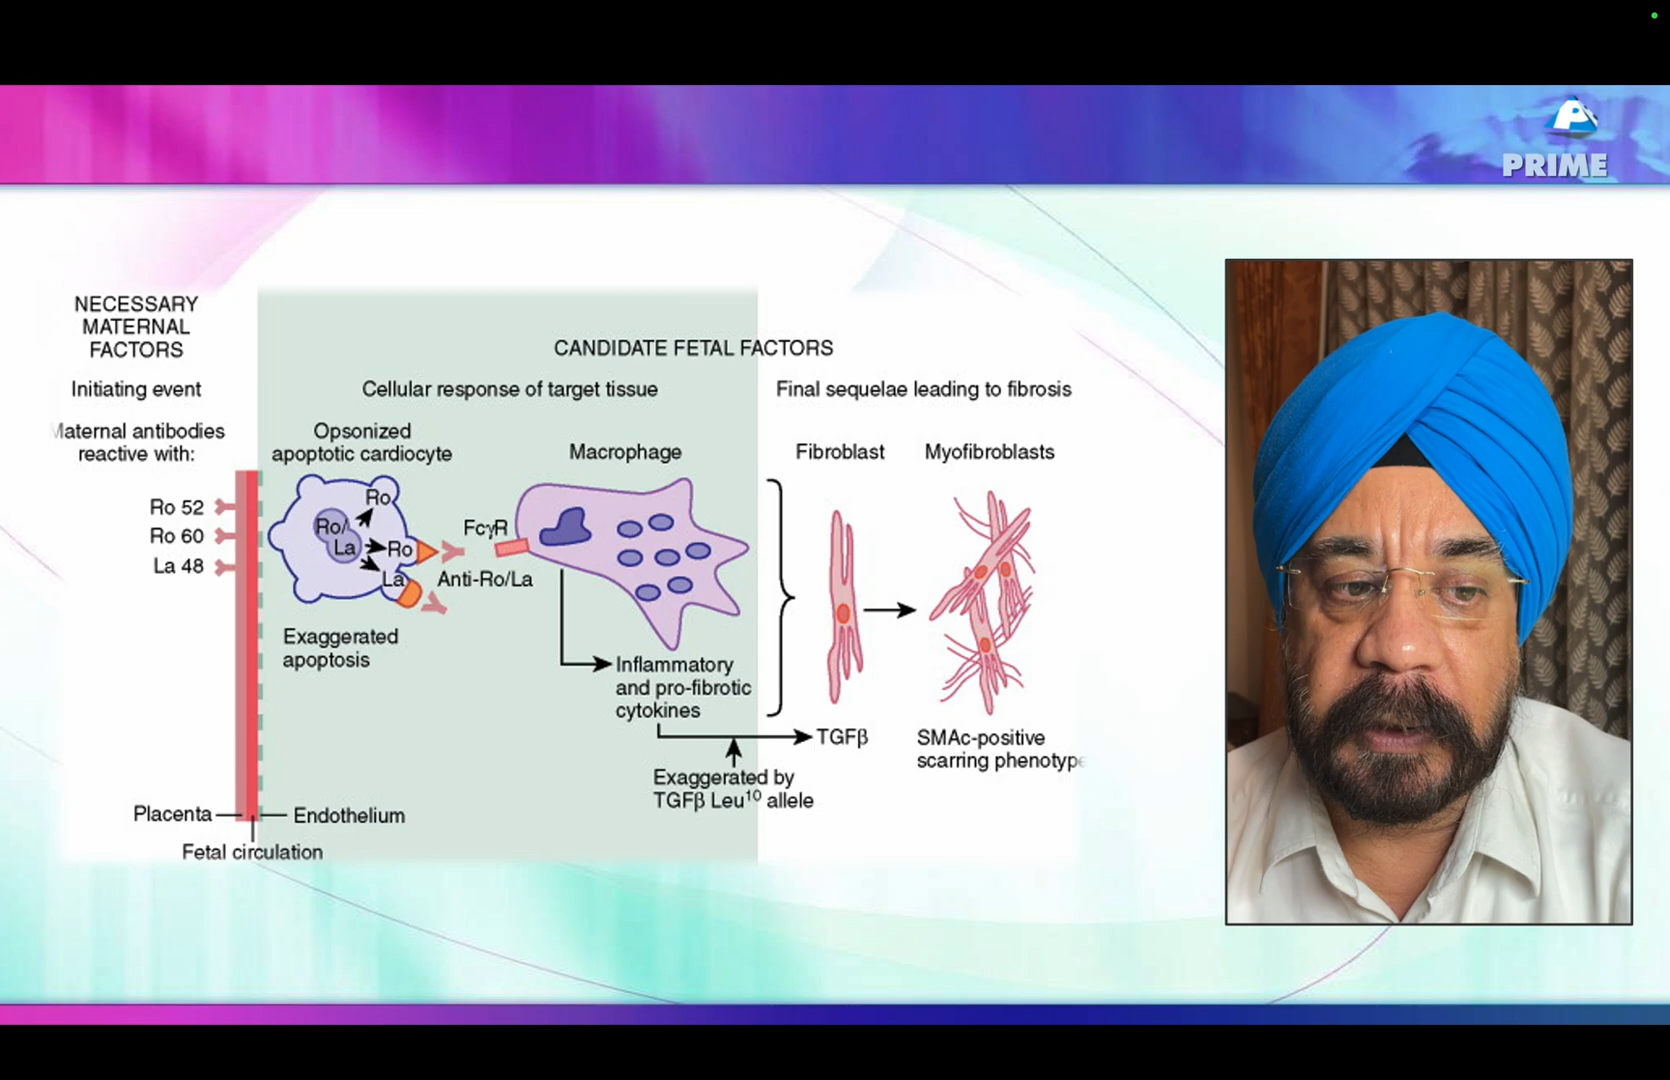 PRIME
NECESSARY
MATERNAL
FACTORS
CANDIDATE FETAL FACTORS
Initiating event
Cellular response of target tissue
Final sequelae leading to fibrosis
Maternal antibodies
reactive with:
Opsonized
apoptotic cardiocyte
Macrophage
Fibroblast
Myofibroblasts
Ro 52
Ro 60
La 48
Ro
Ro/
La
Ro
La
FcγR
Anti-Ro/La
Exaggerated
apoptosis
Inflammatory
and pro-fibrotic
cytokines
TGFβ
SMAc-positive
scarring phenotype
Exaggerated by
TGFβ Leu¹⁰ allele
Placenta
Endothelium
Fetal circulation